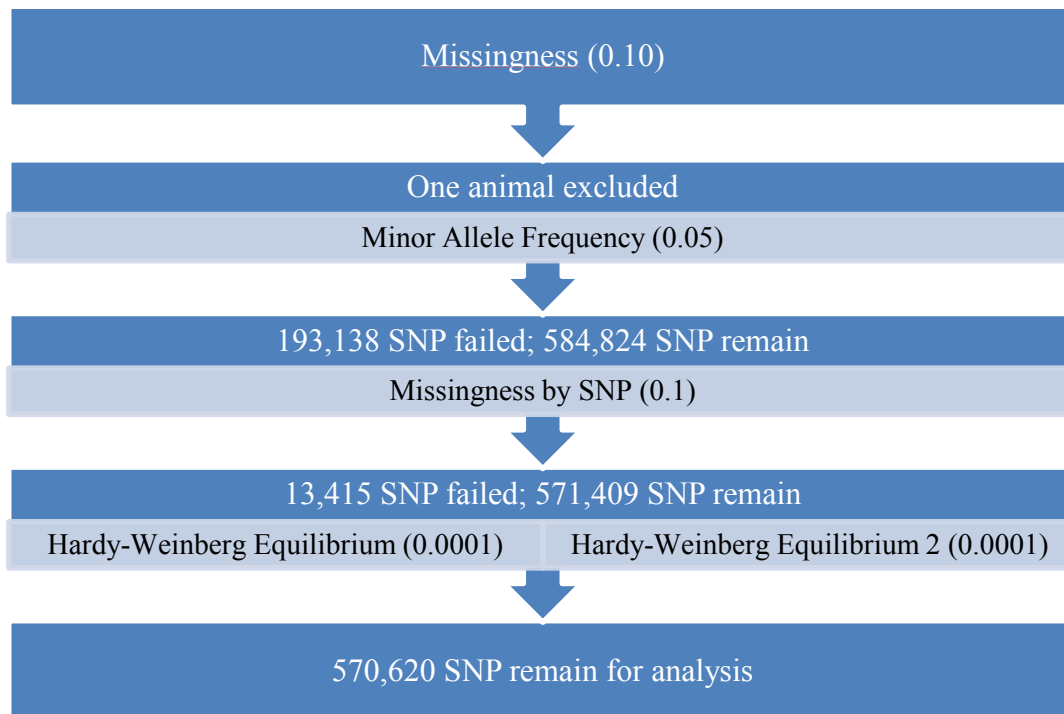 Missingness (0.10)
One animal excluded
Minor Allele Frequency (0.05)
193,138 SNP failed; 584,824 SNP remain
Missingness by SNP (0.1)
13,415 SNP failed; 571,409 SNP remain
Hardy-Weinberg Equilibrium (0.0001)
Hardy-Weinberg Equilibrium 2 (0.0001)
570,620 SNP remain for analysis